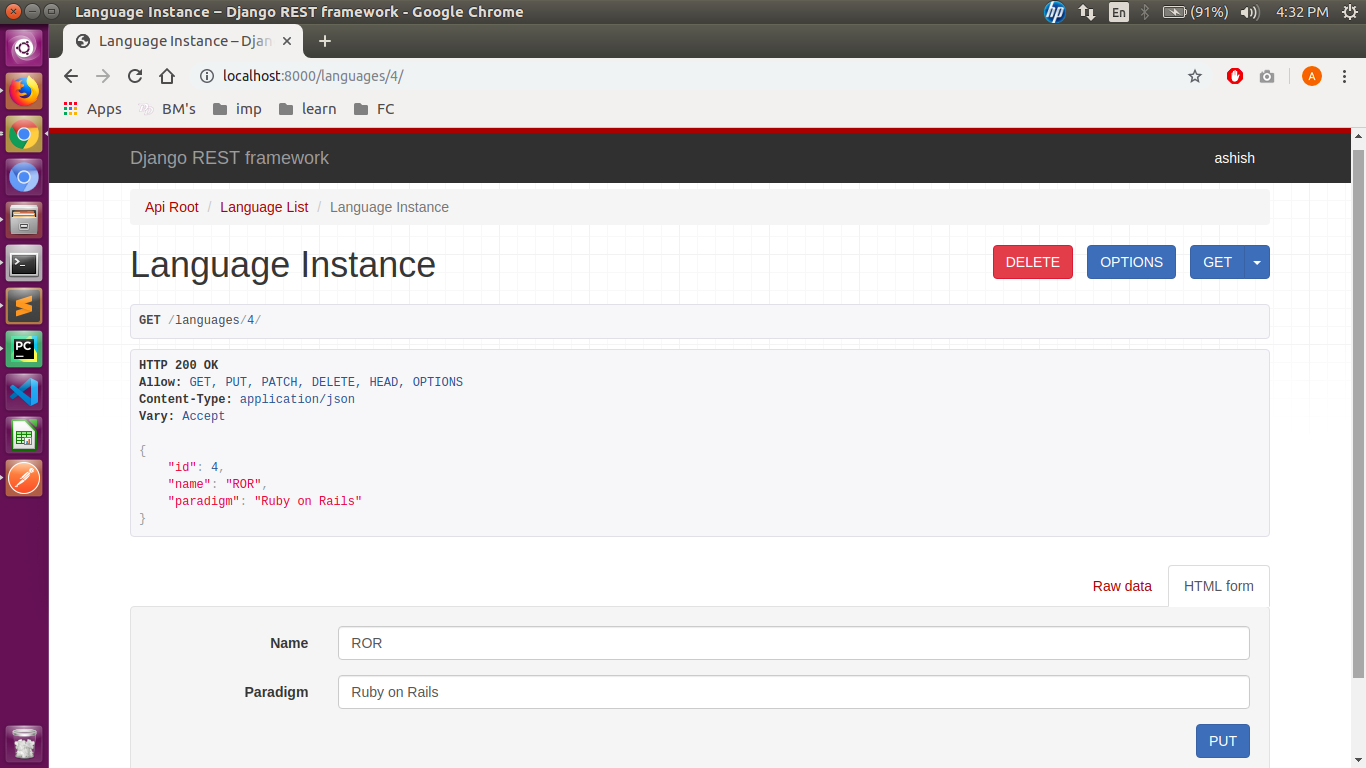 Language Instance – Django REST framework - Google Chrome
En
(91%)
4:32 PM
Language Instance – Djan
localhost:8000/languages/4/
A
Apps
BM's
imp
learn
FC
Django REST framework
ashish
Api Root / Language List / Language Instance
Language Instance
DELETE
OPTIONS
GET
GET /languages/4/
HTTP 200 OK
Allow: GET, PUT, PATCH, DELETE, HEAD, OPTIONS
Content-Type: application/json
Vary: Accept
{
"id": 4,
"name": "ROR",
"paradigm": "Ruby on Rails"
}
Raw data
HTML form
Name
ROR
Paradigm
Ruby on Rails
PUT
hp
PC